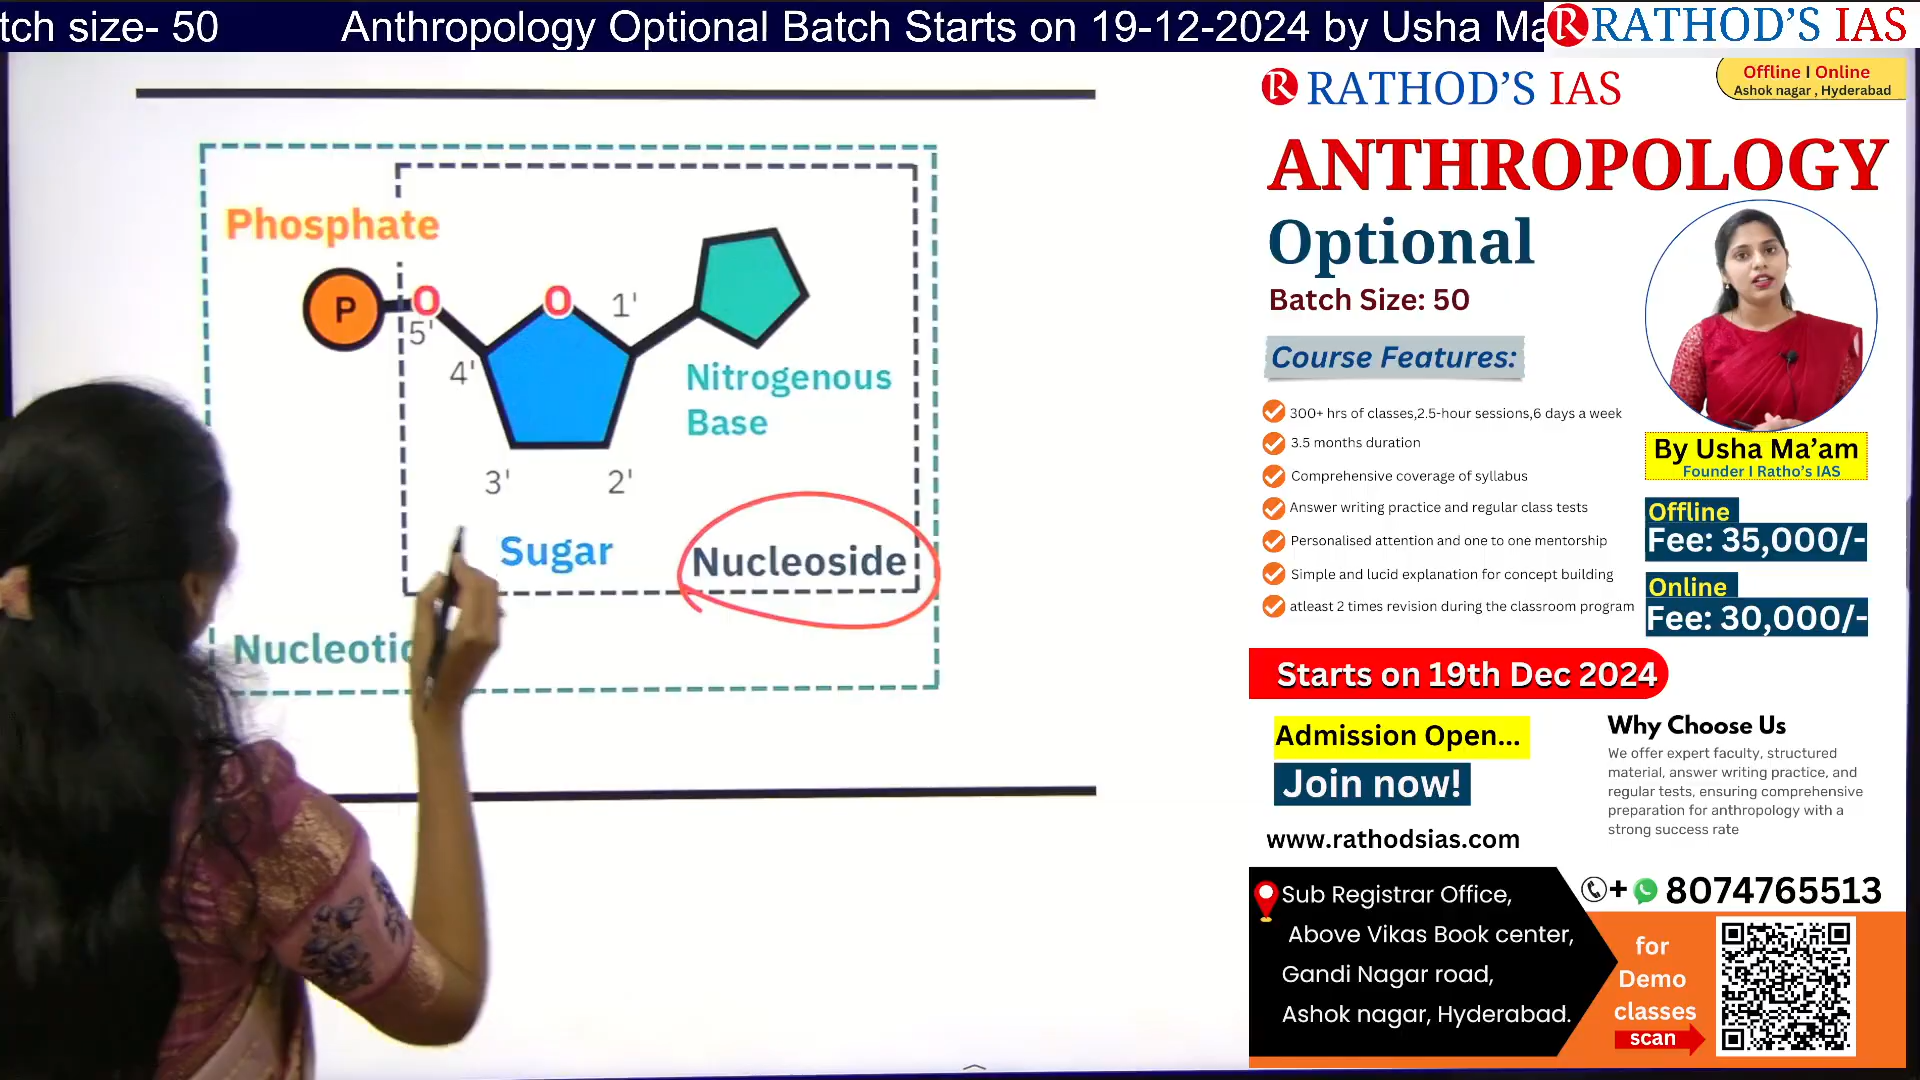 tch size- 50 Anthropology Optional Batch Starts on 19-12-2024 by Usha Ma
RATHOD'S IAS
Phosphate
P
O
O
1'
5'
4'
Nitrogenous
Base
3'
2'
Sugar
Nucleoside
Nucleotic
RATHOD'S IAS
Offline I Online
Ashok nagar , Hyderabad
ANTHROPOLOGY
Optional
Batch Size: 50
Course Features:
300+ hrs of classes,2.5-hour sessions,6 days a week
3.5 months duration
Comprehensive coverage of syllabus
Answer writing practice and regular class tests
Personalised attention and one to one mentorship
Simple and lucid explanation for concept building
atleast 2 times revision during the classroom program
By Usha Ma'am
Founder I Ratho's IAS
Offline
Fee: 35,000/-
Online
Fee: 30,000/-
Starts on 19th Dec 2024
Admission Open...
Join now!
www.rathodsias.com
Why Choose Us
We offer expert faculty, structured
material, answer writing practice, and
regular tests, ensuring comprehensive
preparation for anthropology with a
strong success rate
+ 8074765513
Sub Registrar Office,
Above Vikas Book center,
Gandi Nagar road,
Ashok nagar, Hyderabad.
for
Demo
classes
scan